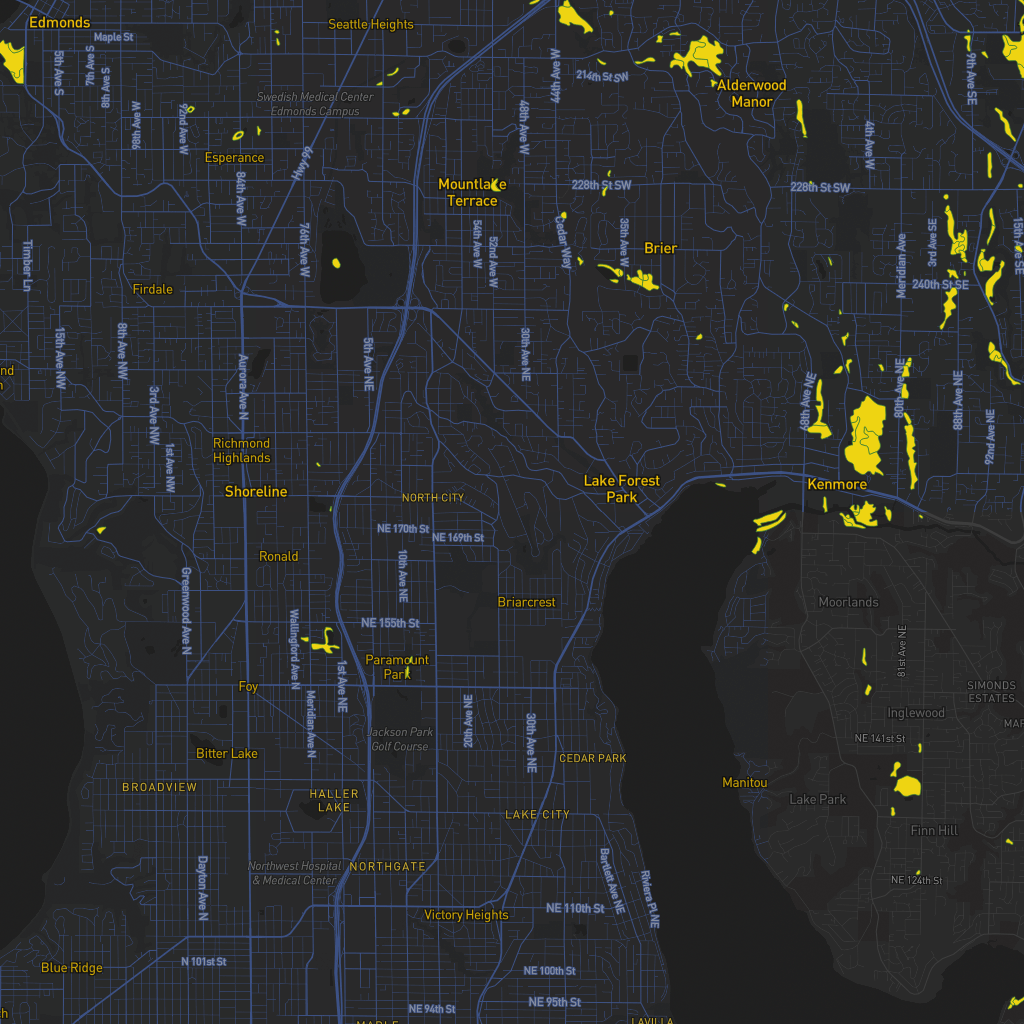 Edmonds
Seattle Heights
Maple St
5th Ave S
7th Ave S
8th Ave S
44th Ave W
214th St SW
9th Ave SE
Alderwood
Manor
Swedish Medical Center
Edmonds Campus
98th Ave W
92nd Ave W
48th Ave W
4th Ave W
Esperance
Hwy 99
84th Ave W
Mountlake
Terrace
228th St SW
228th St SW
76th Ave W
54th Ave W
52nd Ave W
Cedar Way
35th Ave W
Brier
Meridian Ave
3rd Ave SE
15th Ave SE
Timber Ln
Firdale
240th St SE
15th Ave NW
8th Ave NW
Aurora Ave N
5th Ave NE
30th Ave NE
nd
3rd Ave NW
68th Ave NE
80th Ave NE
88th Ave NE
92nd Ave NE
1st Ave NW
Richmond
Highlands
Shoreline
NORTH CITY
Lake Forest
Park
Kenmore
NE 170th St
NE 169th St
Ronald
10th Ave NE
Greenwood Ave N
Briarcrest
Moorlands
Wallingford Ave N
NE 155th St
81st Ave NE
Paramount
Park
1st Ave NE
Foy
Meridian Ave N
20th Ave NE
30th Ave NE
SIMONDS
ESTATES
Inglewood
MAR
Jackson Park
Golf Course
NE 141st St
Bitter Lake
CEDAR PARK
BROADVIEW
HALLER
LAKE
Manitou
Lake Park
LAKE CITY
Finn Hill
Northwest Hospital
& Medical Center
NORTHGATE
Dayton Ave N
Bartlett Ave NE
Riviera Pl NE
NE 124th St
Victory Heights
NE 110th St
Blue Ridge
N 101st St
NE 100th St
NE 94th St
NE 95th St
MAPLE
LAVILLA